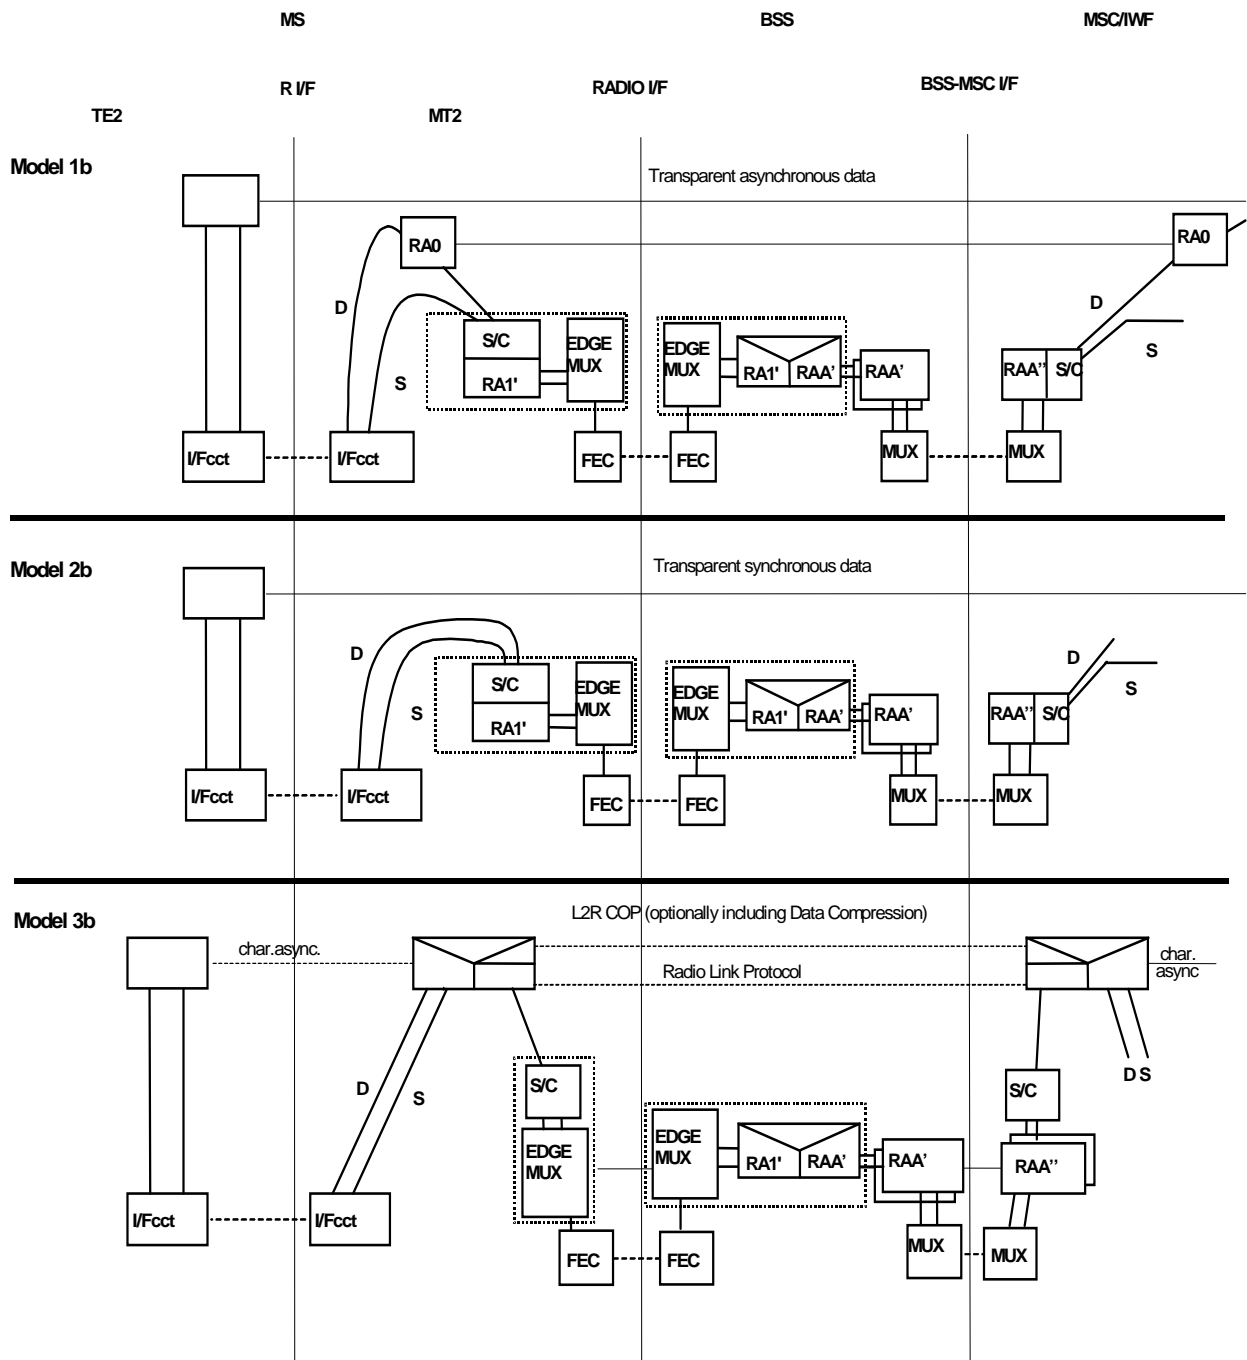 MS BSS MSC/IWF
R I/F RADIO I/F BSS-MSC I/F
TE2 MT2
Model 1b
Transparent asynchronous data
RA0 RA0
D D
S/C EDGE EDGE
MUX MUX
S S
RA1' RA1' RAA' RAA' RAA'' S/C
I/Fcct I/Fcct FEC FEC MUX MUX
Model 2b
Transparent synchronous data
D D
S/C EDGE EDGE S
MUX MUX
S RA1' RA1' RAA' RAA' RAA'' S/C
I/Fcct I/Fcct FEC FEC MUX MUX
Model 3b
L2R COP (optionally including Data Compression)
char.async. char.
async
Radio Link Protocol
D S S/C D S
S/C
EDGE EDGE
MUX MUX
RA1' RAA' RAA' RAA''
I/Fcct I/Fcct
FEC FEC MUX MUX